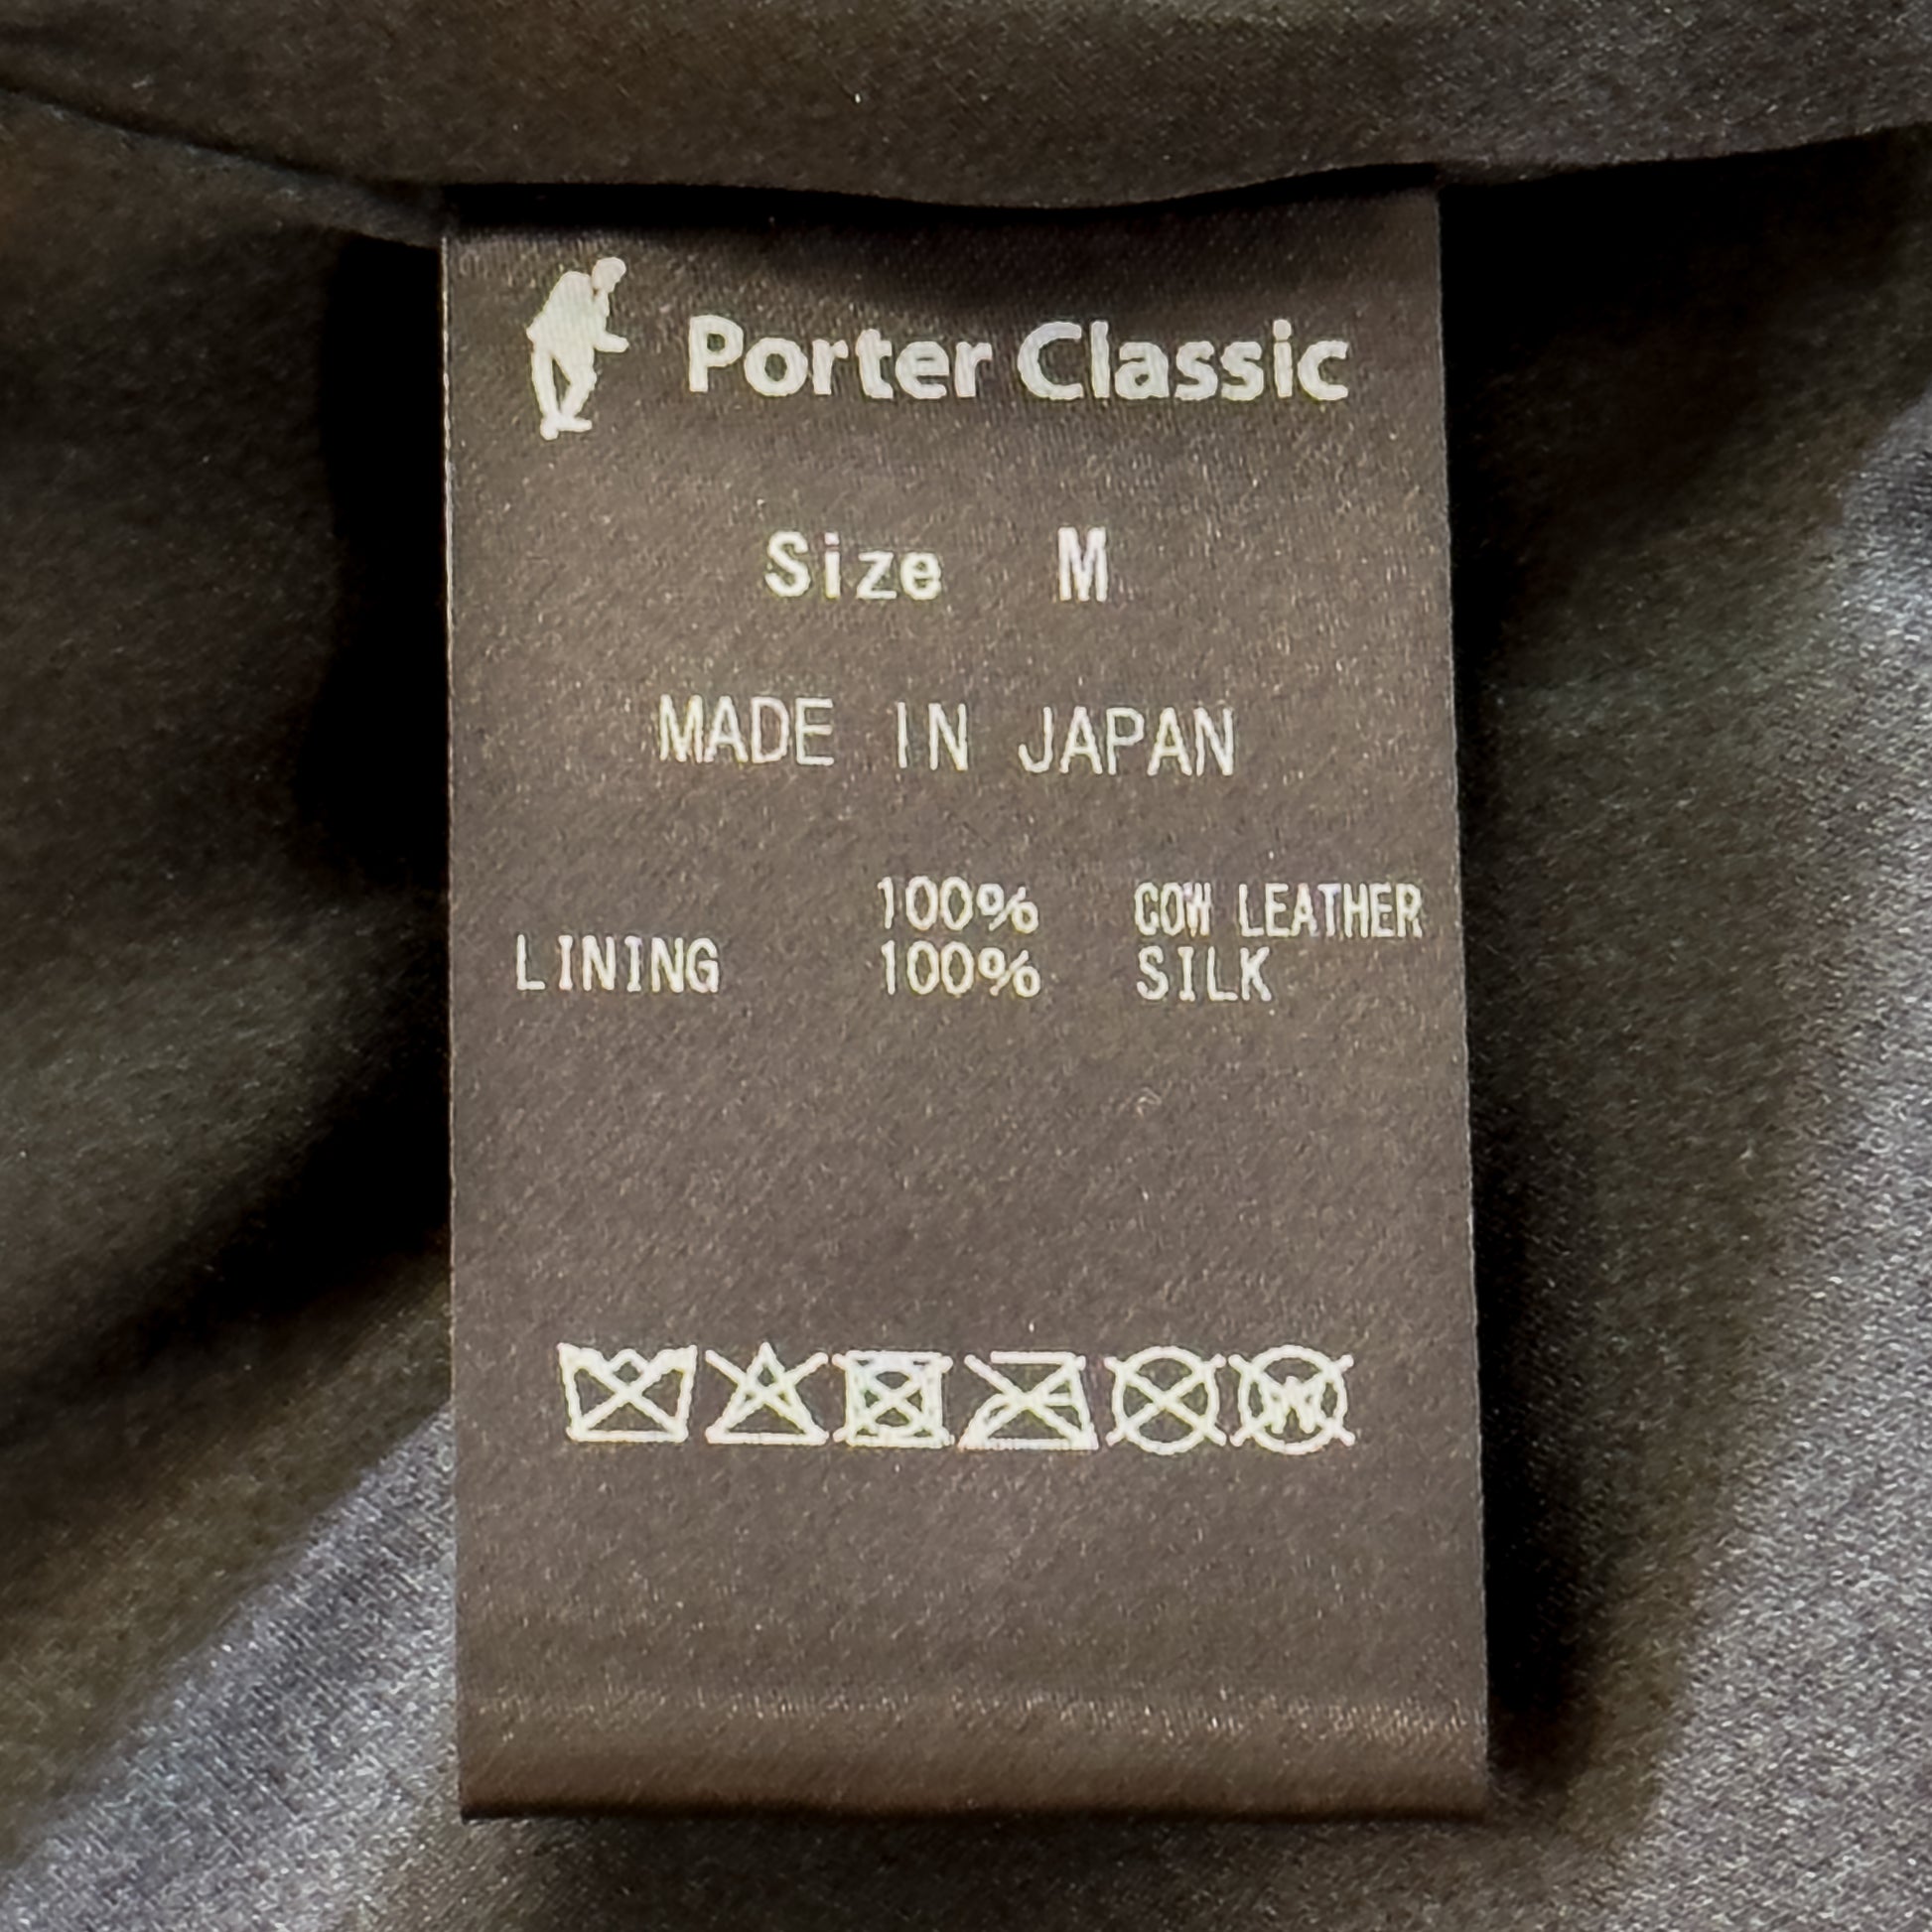 Porter Classic
Size M
MADE IN JAPAN
100% COW LEATHER
LINING 100% SILK
W